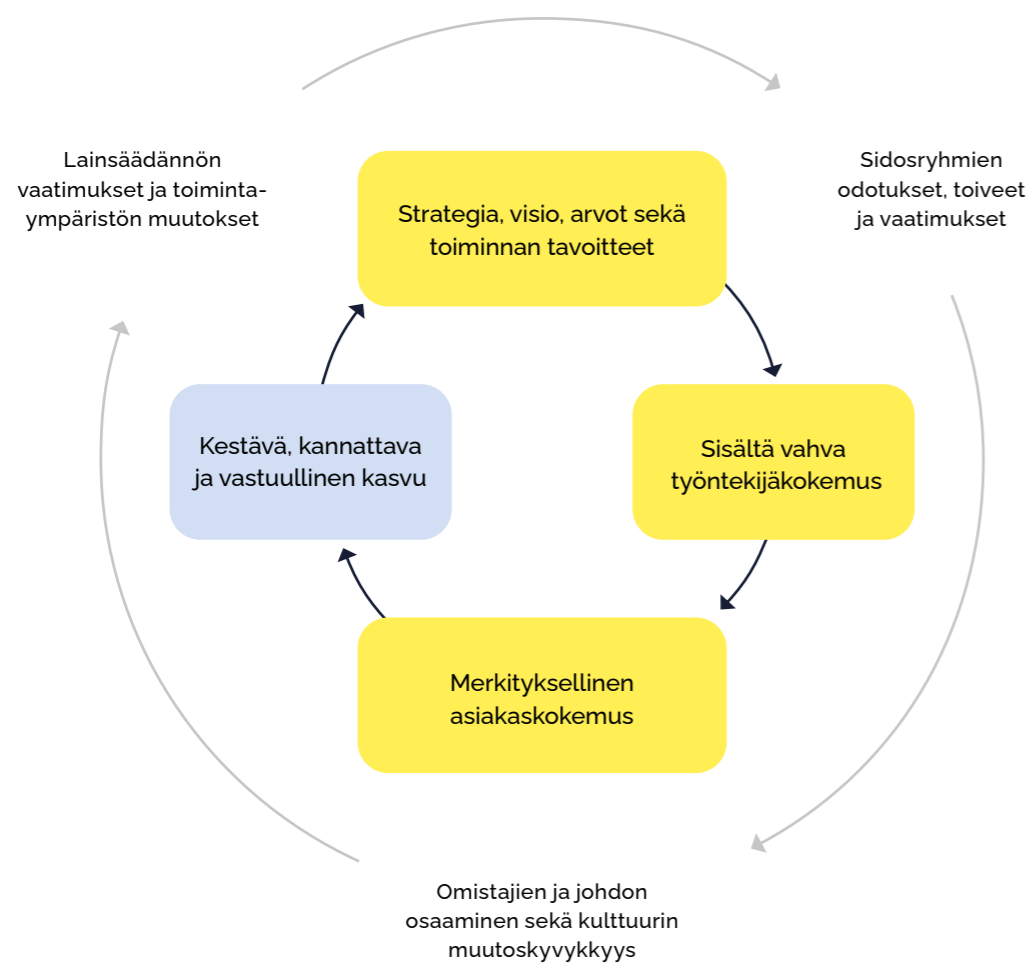 Lainsäädännön
vaatimukset ja toiminta-
ympäristön muutokset
Sidosryhmien
odotukset, toiveet
ja vaatimukset
Strategia, visio, arvot sekä
toiminnan tavoitteet
Kestävä, kannattava
ja vastuullinen kasvu
Sisältä vahva
työntekijäkokemus
Merkityksellinen
asiakaskokemus
Omistajien ja johdon
osaaminen sekä kulttuurin
muutoskyvykkyys